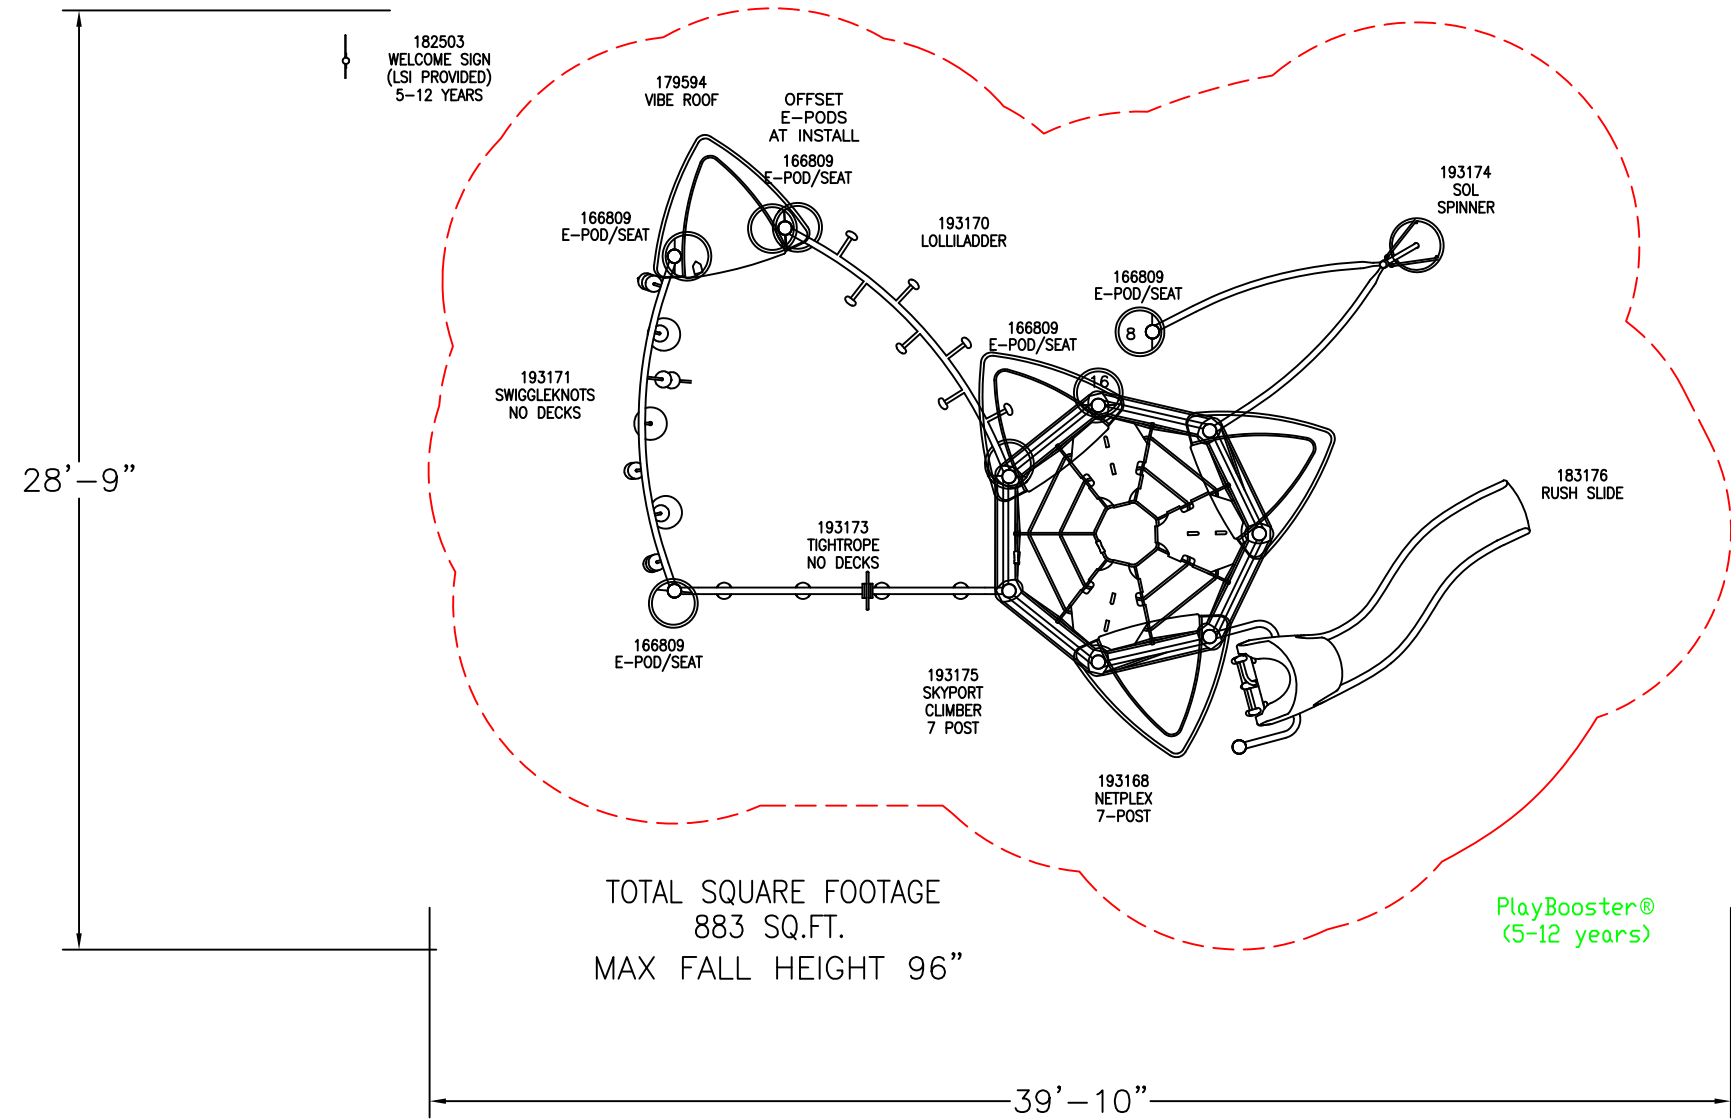 182503
WELCOME SIGN
(LSI PROVIDED)
5-12 YEARS
179594
VIBE ROOF
OFFSET
E-PODS
AT INSTALL
166809
E-POD/SEAT
166809
E-POD/SEAT
193170
LOLLILADDER
193174
SOL
SPINNER
166809
E-POD/SEAT
8
166809
E-POD/SEAT
16
193171
SWIGGLEKNOTS
NO DECKS
28'-9"
183176
RUSH SLIDE
193173
TIGHTROPE
NO DECKS
166809
E-POD/SEAT
193175
SKYPORT
CLIMBER
7 POST
193168
NETPLEX
7-POST
TOTAL SQUARE FOOTAGE
883 SQ.FT.
MAX FALL HEIGHT 96"
PlayBooster®
(5-12 years)
39'-10"